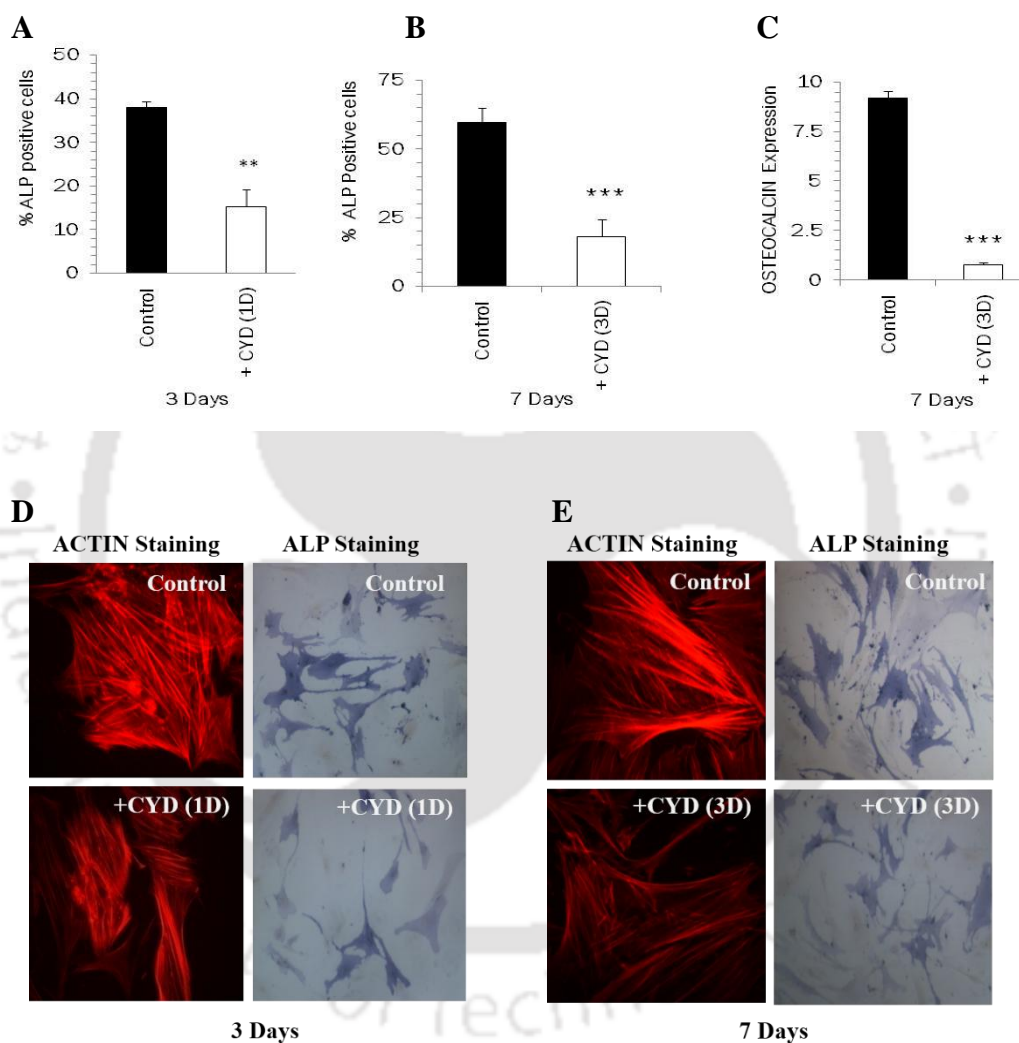 A
B
C
% ALP positive cells
50
40
30
20
10
0
**
Control
+ CYD (1D)
3 Days
% ALP Positive cells
75
50
25
0
***
Control
+ CYD (3D)
7 Days
OSTEOCALCIN Expression
10
7.5
5
2.5
0
***
Control
+ CYD (3D)
7 Days
D
ACTIN Staining
ALP Staining
Control
Control
+CYD (1D)
+CYD (1D)
3 Days
E
ACTIN Staining
ALP Staining
Control
Control
+CYD (3D)
+CYD (3D)
7 Days
of Tech